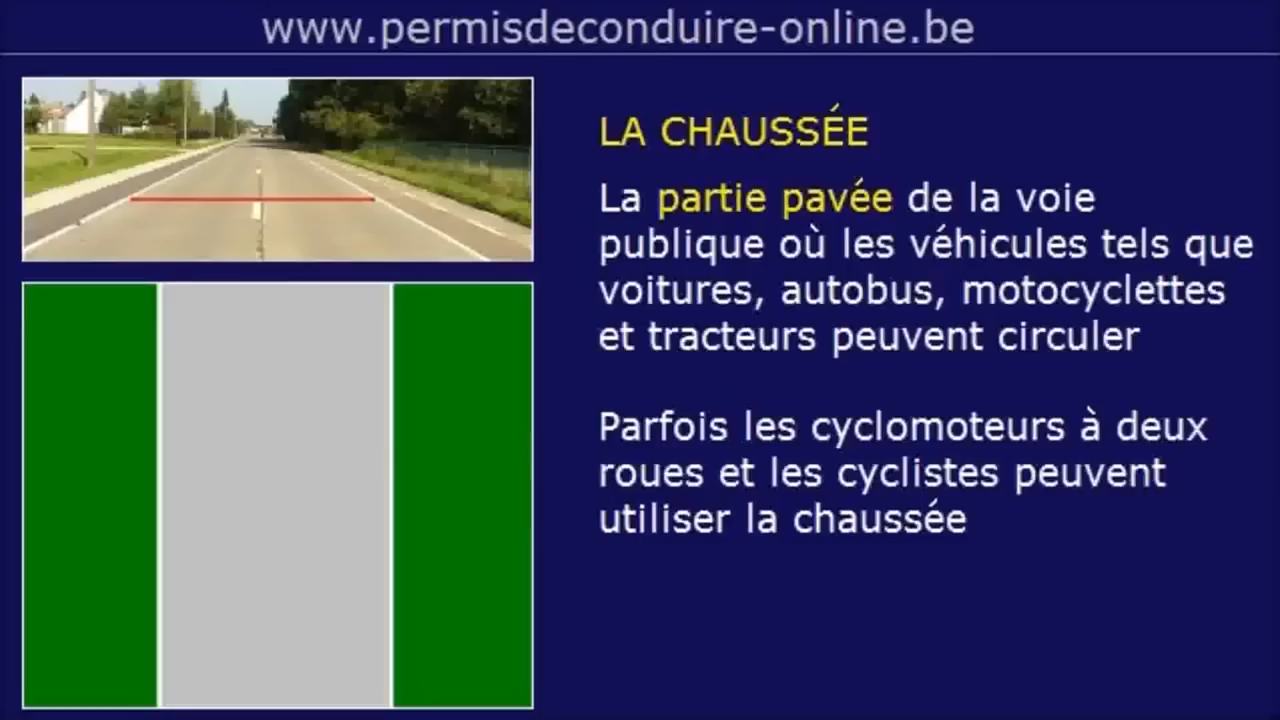 www.permisdeconduire-online.be
LA CHAUSSÉE
La partie pavée de la voie
publique où les véhicules tels que
voitures, autobus, motocyclettes
et tracteurs peuvent circuler
Parfois les cyclomoteurs à deux
roues et les cyclistes peuvent
utiliser la chaussée